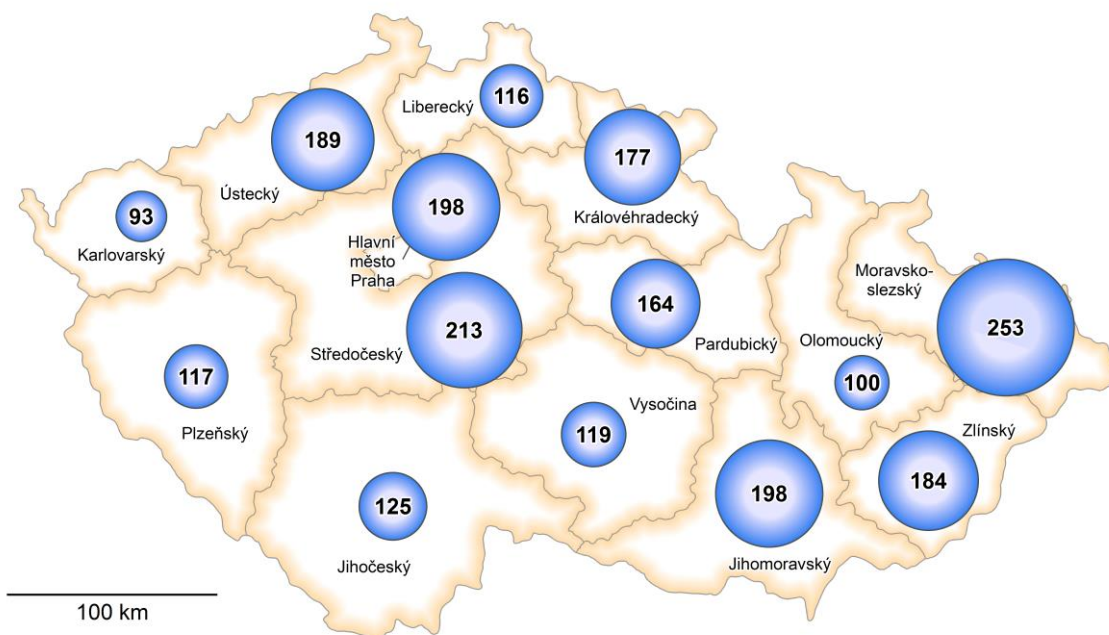 116
Liberecký
189
177
Ústecký
198
Královéhradecký
93
Karlovarský
Hlavní
město
Praha
Moravsko-
slezský
253
164
213
Středočeský
Pardubický
Olomoucký
100
117
Plzeňský
Vysočina
119
Zlínský
184
198
125
Jihočeský
Jihomoravský
100 km